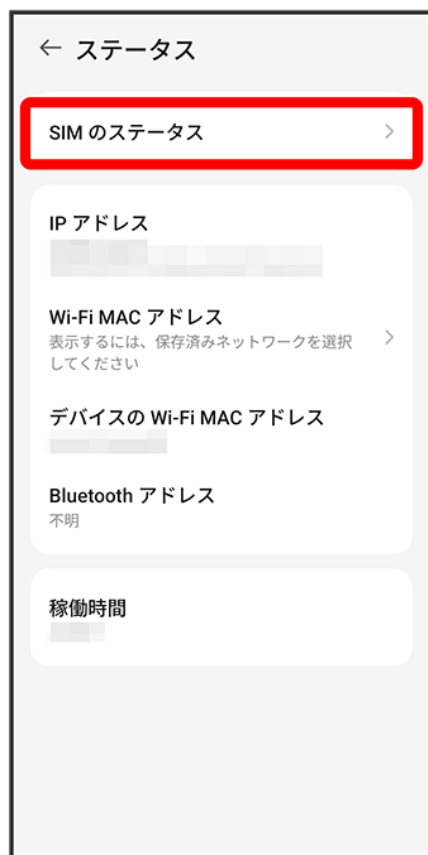 ステータス
SIM のステータス
IP アドレス
Wi-Fi MAC アドレス
表示するには、保存済みネットワークを選択
してください
デバイスの Wi-Fi MAC アドレス
Bluetooth アドレス
不明
稼働時間